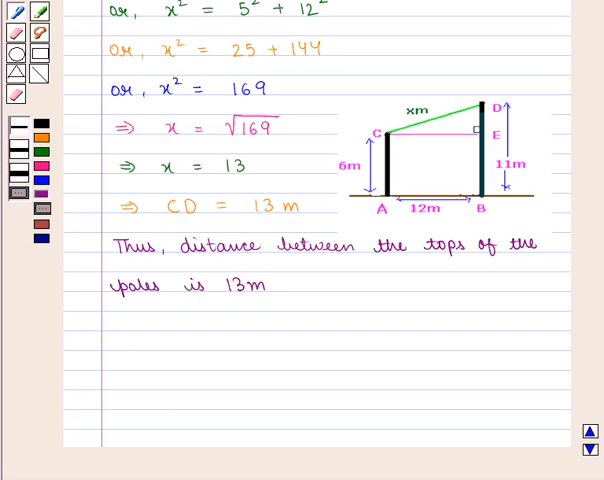 or, x² = 5² + 12²
or, x² = 25 + 144
or, x² = 169
⇒ x = √169
⇒ x = 13
⇒ CD = 13 m
Thus, distance between the tops of the
poles is 13m
xm
D
C
E
6m
11m
A
12m
B